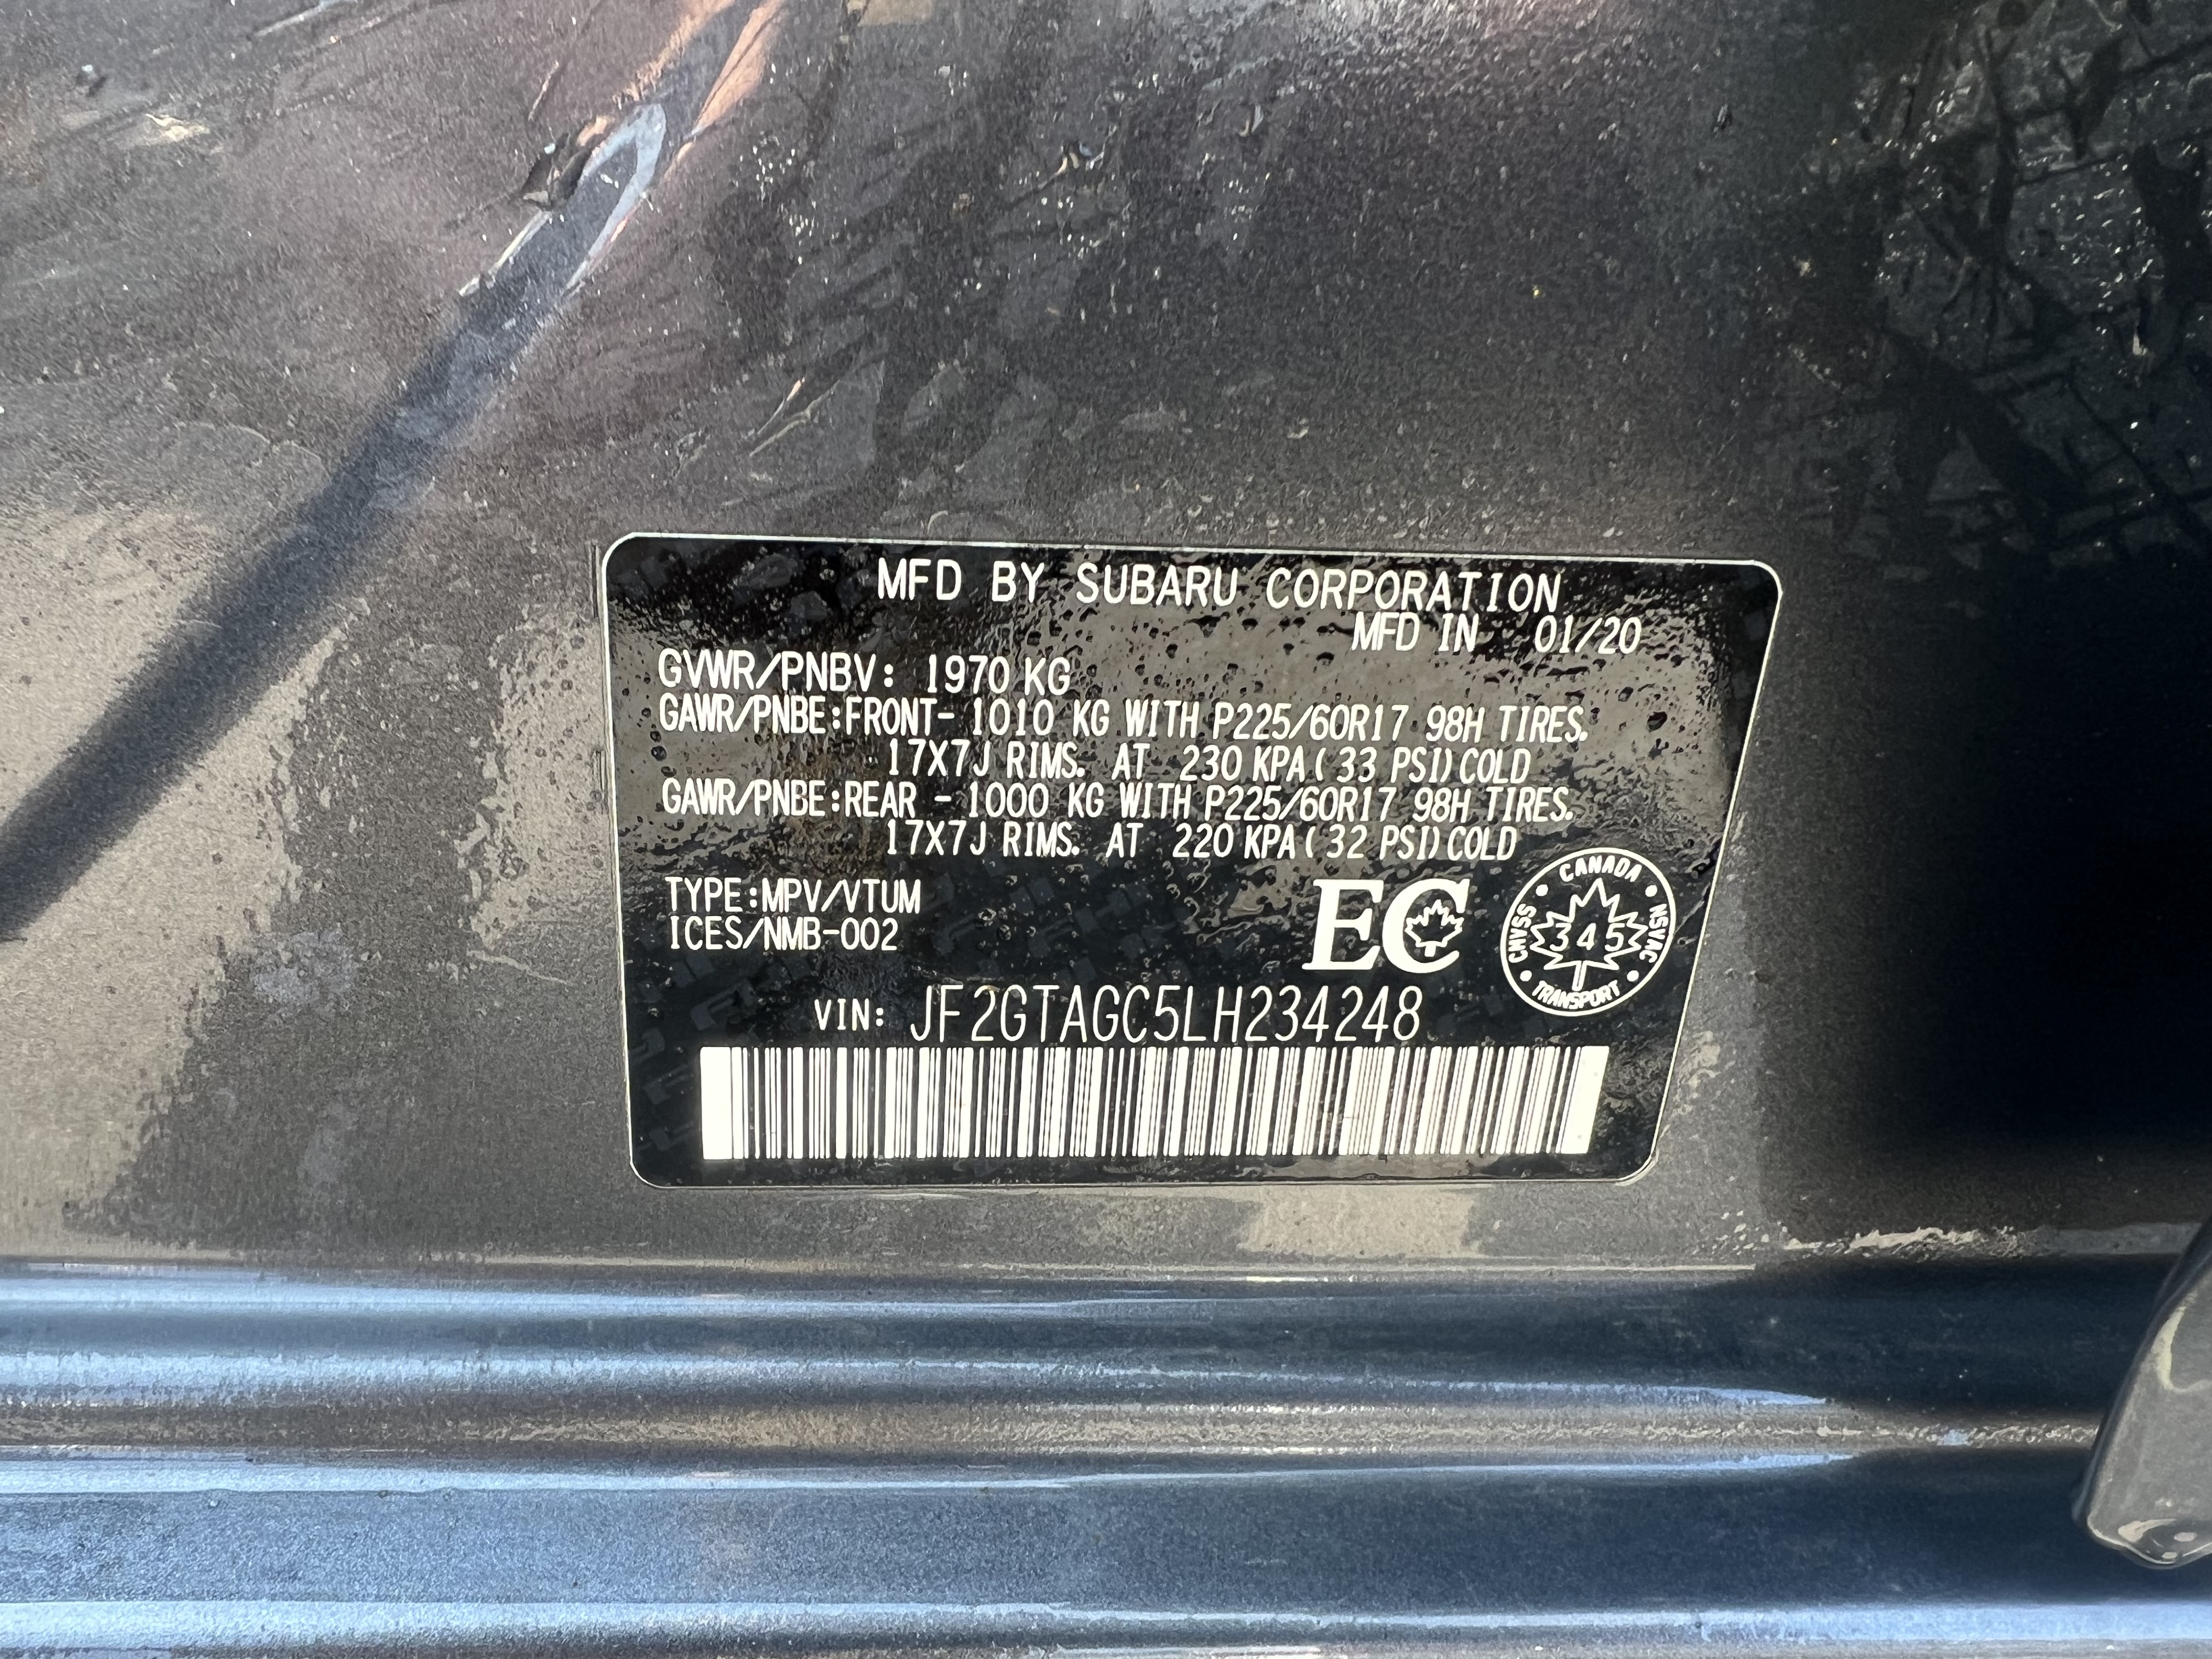 MFD BY SUBARU CORPORATION
MFD IN 01/20
GVWR/PNBV: 1970 KG
GAWR/PNBE:FRONT- 1010 KG WITH P225/60R17 98H TIRES.
17X7J RIMS. AT 230 KPA(33 PSI)COLD
GAWR/PNBE:REAR - 1000 KG WITH P225/60R17 98H TIRES.
17X7J RIMS. AT 220 KPA(32 PSI)COLD
TYPE:MPV/VTUM
ICES/NMB-002
EC
CANADA
CMVSS
345
NSVAC
TRANSPORT
VIN: JF2GTAGC5LH234248